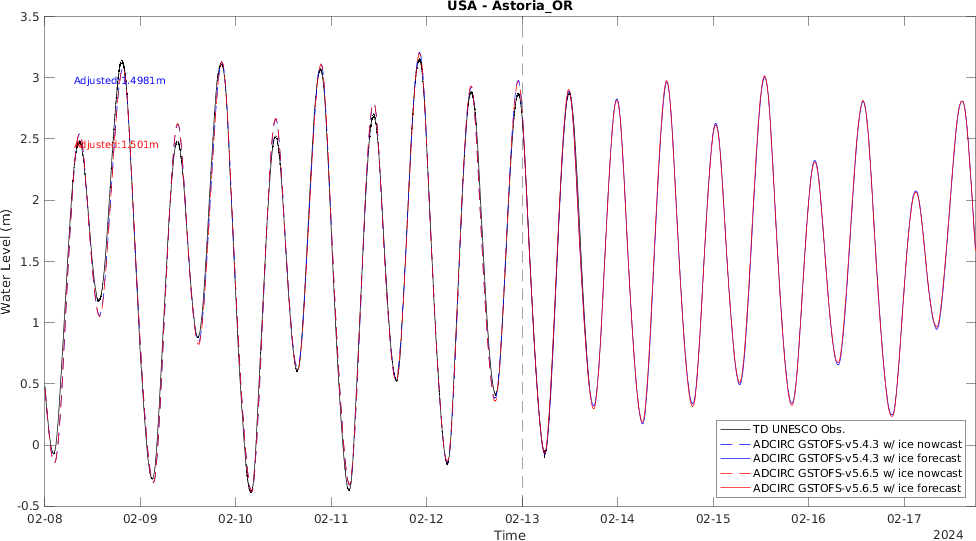 USA - Astoria_OR
3.5
3
2.5
2
1.5
1
0.5
0
-0.5
Water Level (m)
Adjusted:1.4981m
Adjusted:1.501m
TD UNESCO Obs.
ADCIRC GSTOFS-v5.4.3 w/ ice nowcast
ADCIRC GSTOFS-v5.4.3 w/ ice forecast
ADCIRC GSTOFS-v5.6.5 w/ ice nowcast
ADCIRC GSTOFS-v5.6.5 w/ ice forecast
02-08 02-09 02-10 02-11 02-12 02-13 02-14 02-15 02-16 02-17
Time
2024